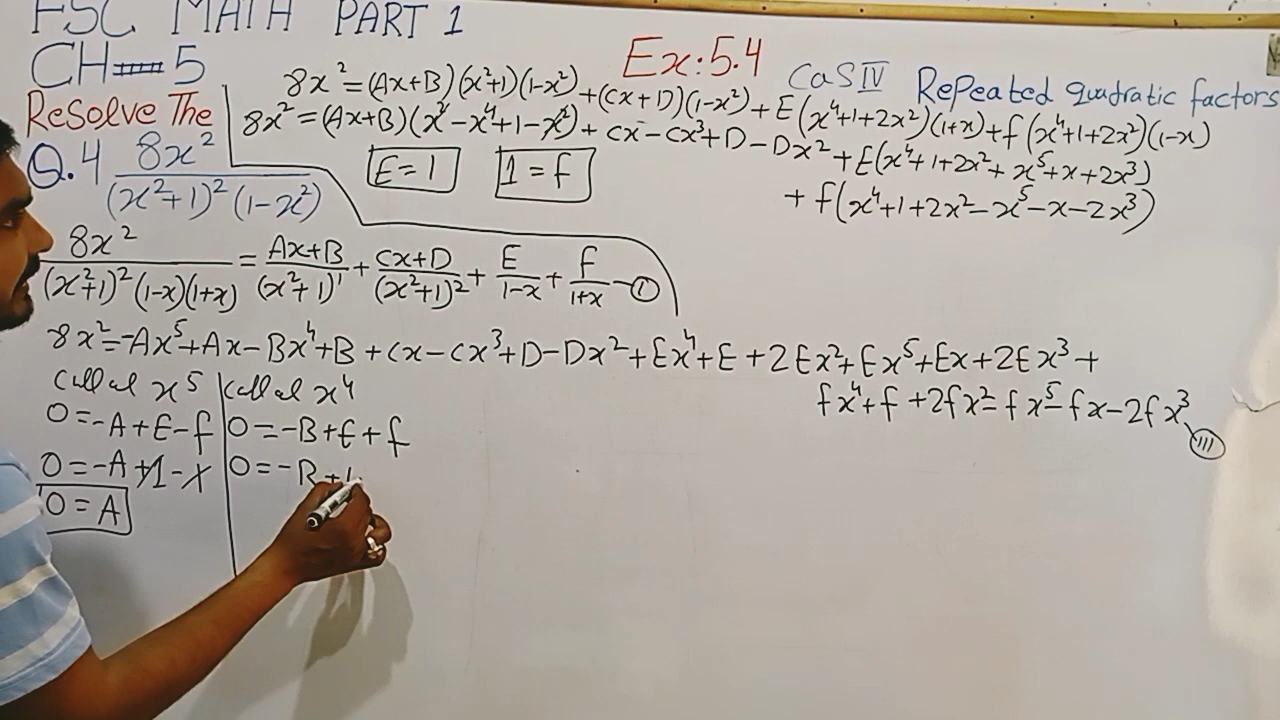 FSC MATH PART 1
CH 5
Ex:5.4
CaSIV Repeated quadratic factors
Resolve The
Q.4 8x²/(x²+1)²(1-x²)
8x²=(Ax+B)(x²+1)(1-x²)+(Cx+D)(1-x²)+E(x⁴+1+2x²)(1+x)+f(x⁴+1+2x²)(1-x)
8x²=(Ax+B)(x²-x⁴+1-x²)+Cx-Cx³+D-Dx²+E(x⁴+1+2x²+x⁵+x+2x³)
+f(x⁴+1+2x²-x⁵-x-2x³)
E=1 1=f
8x²/(x²+1)²(1-x)(1+x) = Ax+B/(x²+1)¹ + Cx+D/(x²+1)² + E/1-x + f/1+x -Ⓘ
8x²=-Ax⁵+Ax-Bx⁴+B+Cx-Cx³+D-Dx²+Ex⁴+E+2Ex²+Ex⁵+Ex+2Ex³+
fx⁴+f+2fx²-fx⁵-fx-2fx³ (III)
x⁵ x⁴
0=-A+E-f 0=-B+E+f
0=-A+1-1 0=-B+1
0=A